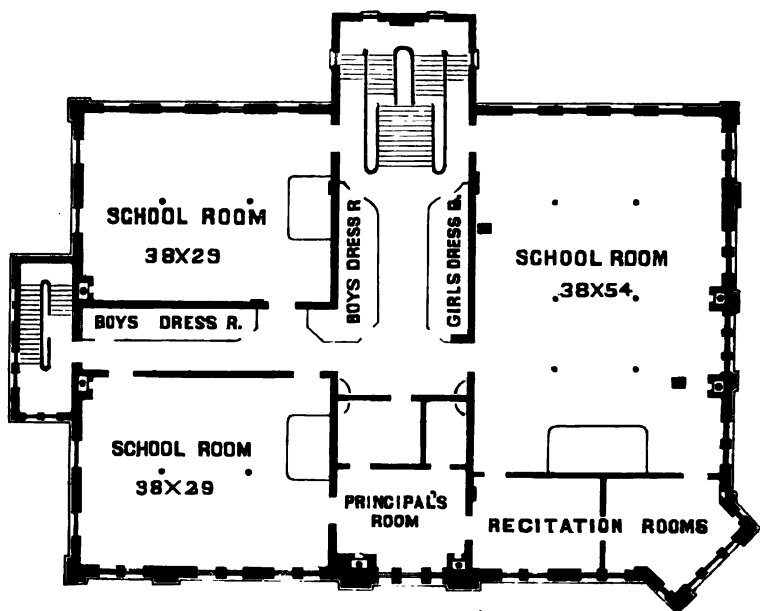 SCHOOL ROOM
38X29
BOYS DRESS R
GIRLS DRESS R.
SCHOOL ROOM
38X54
BOYS DRESS R.
SCHOOL ROOM
38X29
PRINCIPAL'S
ROOM
RECITATION ROOMS